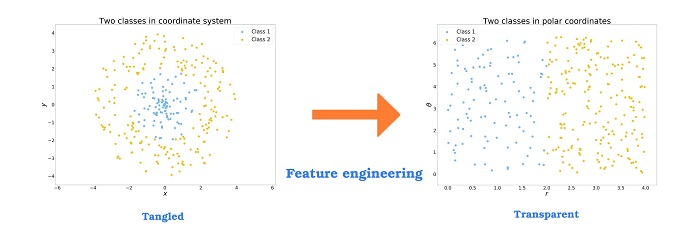 Two classes in coordinate system
Class 1
Class 2
4
3
2
1
0
−1
−2
−3
−4
y
−6
−4
−2
0
2
4
6
x
Tangled
Feature engineering
Two classes in polar coordinates
Class 1
Class 2
6
5
4
3
2
1
0
θ
0.0
0.5
1.0
1.5
2.0
2.5
3.0
3.5
4.0
r
Transparent